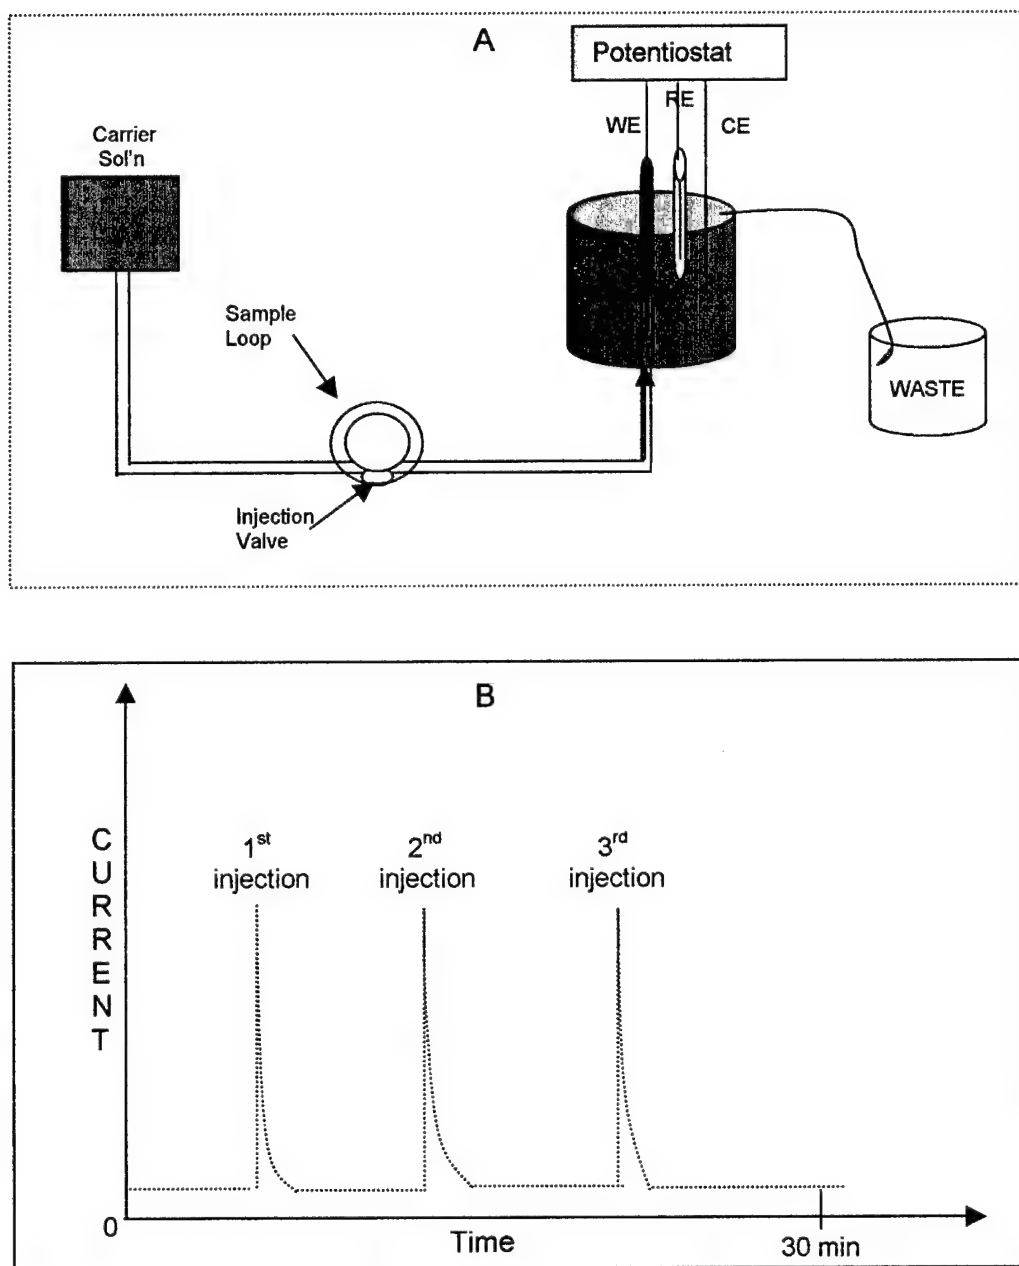 A
Potentiostat
RE
WE
CE
Carrier
Sol'n
Sample
Loop
WASTE
Injection
Valve
B
CURRENT
1st
injection
2nd
injection
3rd
injection
0
Time
30 min